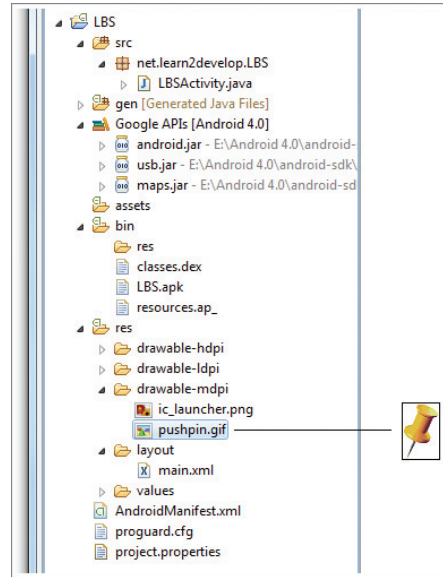 LBS
src
net.learn2develop.LBS
LBSActivity.java
gen [Generated Java Files]
Google APIs [Android 4.0]
android.jar - E:\Android 4.0\android-
usb.jar - E:\Android 4.0\android-sdk\
maps.jar - E:\Android 4.0\android-sd
assets
bin
res
classes.dex
LBS.apk
resources.ap_
res
drawable-hdpi
drawable-ldpi
drawable-mdpi
ic_launcher.png
pushpin.gif
layout
main.xml
values
AndroidManifest.xml
proguard.cfg
project.properties